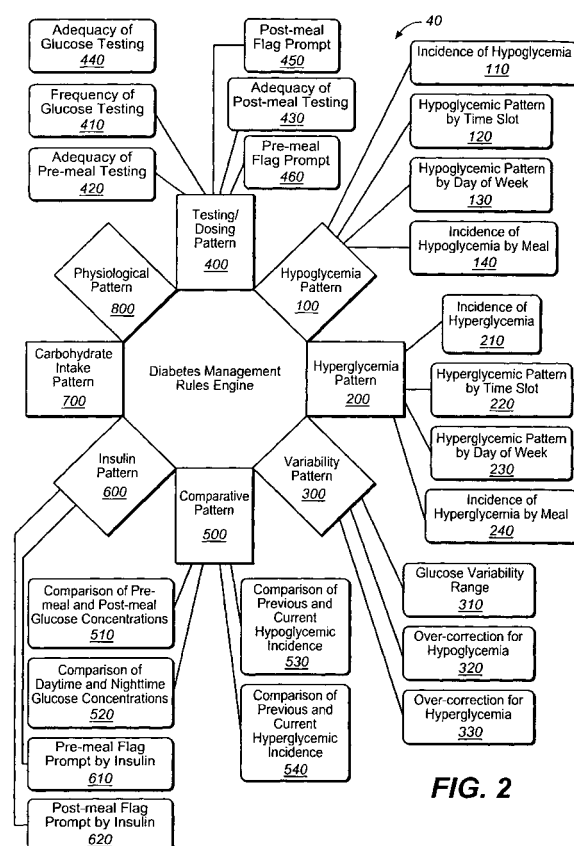 40
Adequacy of
Glucose Testing
440
Frequency of
Glucose Testing
410
Adequacy of
Pre-meal Testing
420
Post-meal
Flag Prompt
450
Adequacy of
Post-meal Testing
430
Pre-meal
Flag Prompt
460
Incidence of Hypoglycemia
110
Hypoglycemic Pattern
by Time Slot
120
Hypoglycemic Pattern
by Day of Week
130
Incidence of
Hypoglycemia by Meal
140
Testing/
Dosing
Pattern
400
Physiological
Pattern
800
Hypoglycemia
Pattern
100
Carbohydrate
Intake
Pattern
700
Diabetes Management
Rules Engine
Hyperglycemia
Pattern
200
Incidence of
Hyperglycemia
210
Hyperglycemic Pattern
by Time Slot
220
Hyperglycemic Pattern
by Day of Week
230
Incidence of
Hyperglycemia by Meal
240
Insulin
Pattern
600
Comparative
Pattern
500
Variability
Pattern
300
Comparison of Pre-
meal and Post-meal
Glucose Concentrations
510
Comparison of
Daytime and Nighttime
Glucose Concentrations
520
Pre-meal Flag
Prompt by Insulin
610
Post-meal Flag
Prompt by Insulin
620
Comparison of
Previous and
Current
Hypoglycemic
Incidence
530
Comparison of
Previous and
Current
Hyperglycemic
Incidence
540
Glucose Variability
Range
310
Over-correction for
Hypoglycemia
320
Over-correction for
Hyperglycemia
330
FIG. 2